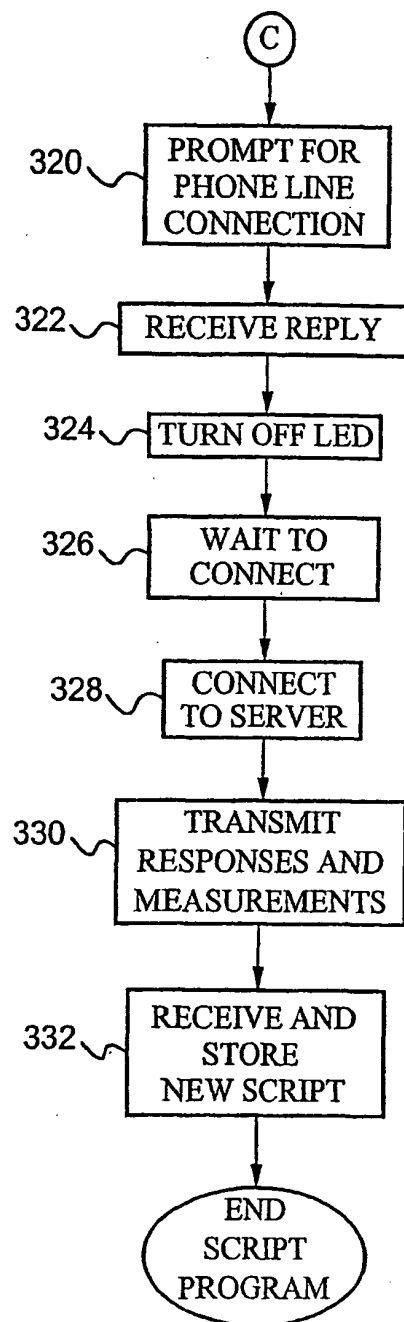 C
320
PROMPT FOR
PHONE LINE
CONNECTION
322
RECEIVE REPLY
324
TURN OFF LED
326
WAIT TO
CONNECT
328
CONNECT
TO SERVER
330
TRANSMIT
RESPONSES AND
MEASUREMENTS
332
RECEIVE AND
STORE
NEW SCRIPT
END
SCRIPT
PROGRAM